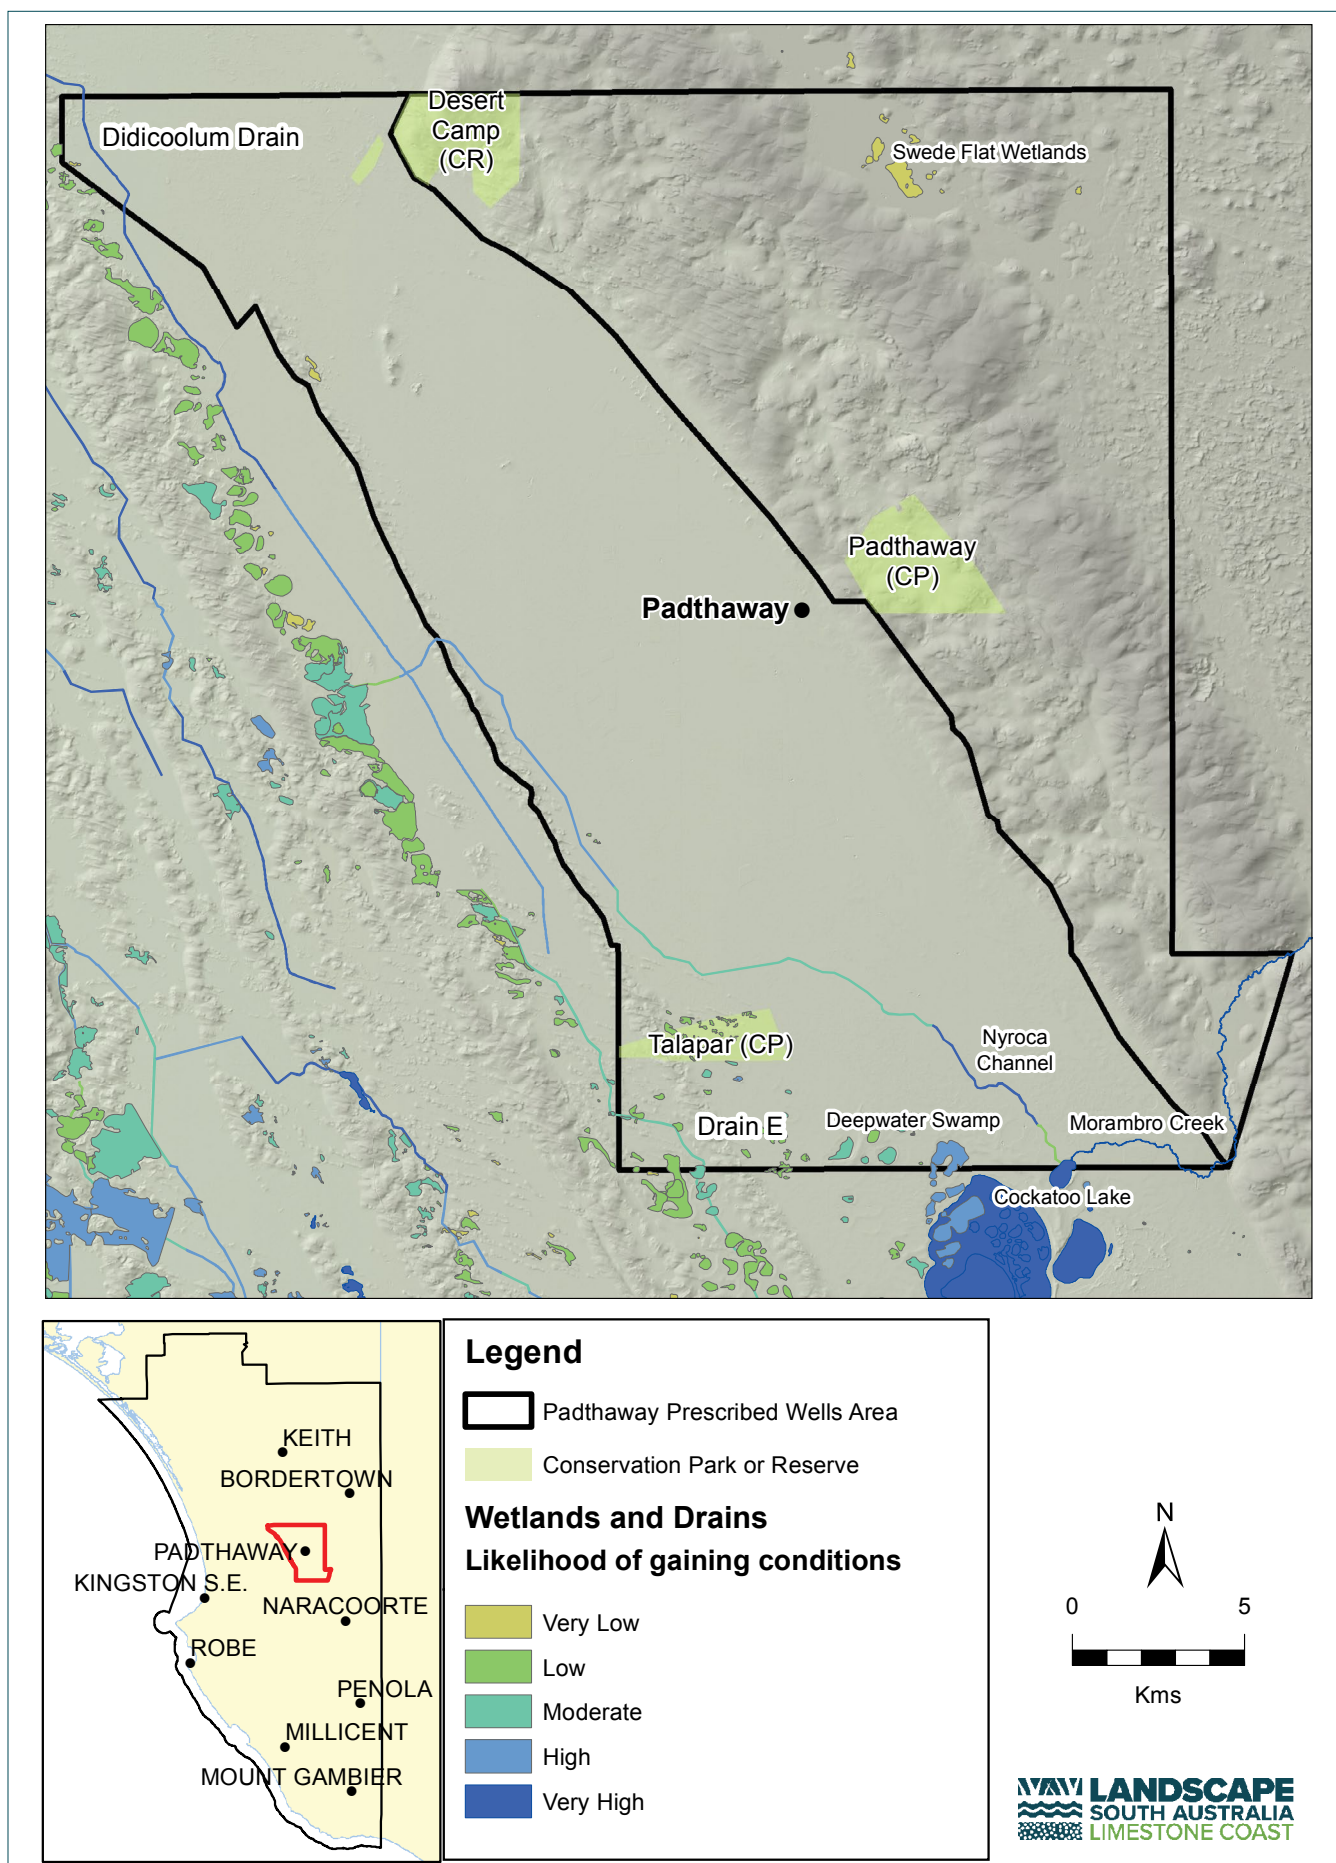 Desert
Camp
(CR)
Didicoolum Drain
Swede Flat Wetlands
Padthaway
(CP)
Padthaway
Nyroca
Channel
Talapar (CP)
Drain E
Deepwater Swamp
Morambro Creek
Cockatoo Lake
KEITH
BORDERTOWN
PADTHAWAY
KINGSTON S.E.
NARACOORTE
ROBE
PENOLA
MILLICENT
MOUNT GAMBIER
Legend
Padthaway Prescribed Wells Area
Conservation Park or Reserve
Wetlands and Drains
Likelihood of gaining conditions
Very Low
Low
Moderate
High
Very High
N
0 5
Kms
LANDSCAPE
SOUTH AUSTRALIA
LIMESTONE COAST